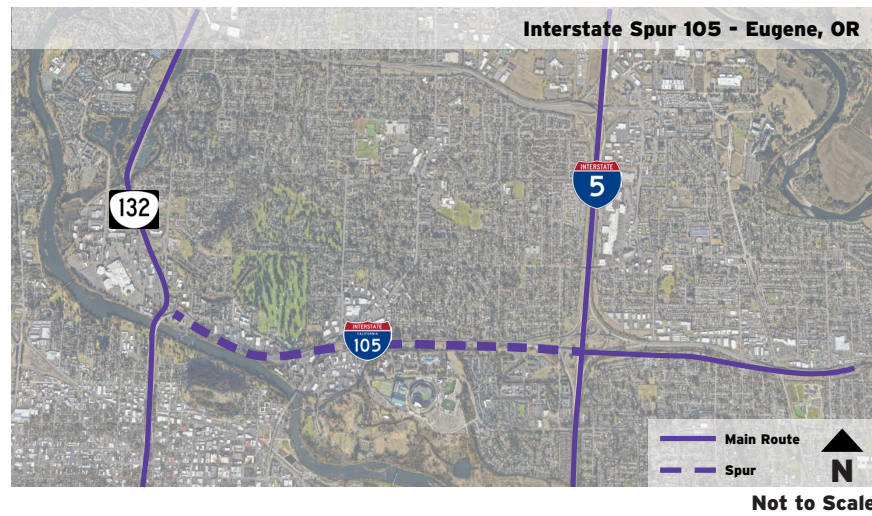 Interstate Spur 105 - Eugene, OR
132
INTERSTATE
5
INTERSTATE
CALIFORNIA
105
Main Route
Spur
N
Not to Scale